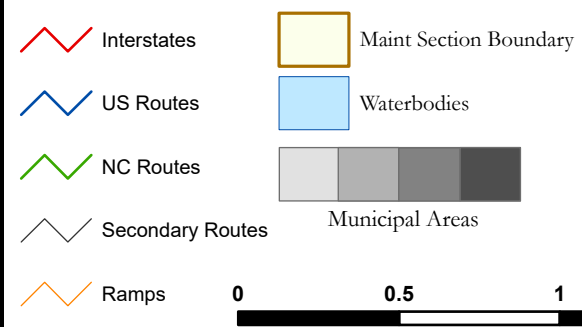 Interstates
US Routes
NC Routes
Secondary Routes
Ramps
Maint Section Boundary
Waterbodies
Municipal Areas
0 0.5 1